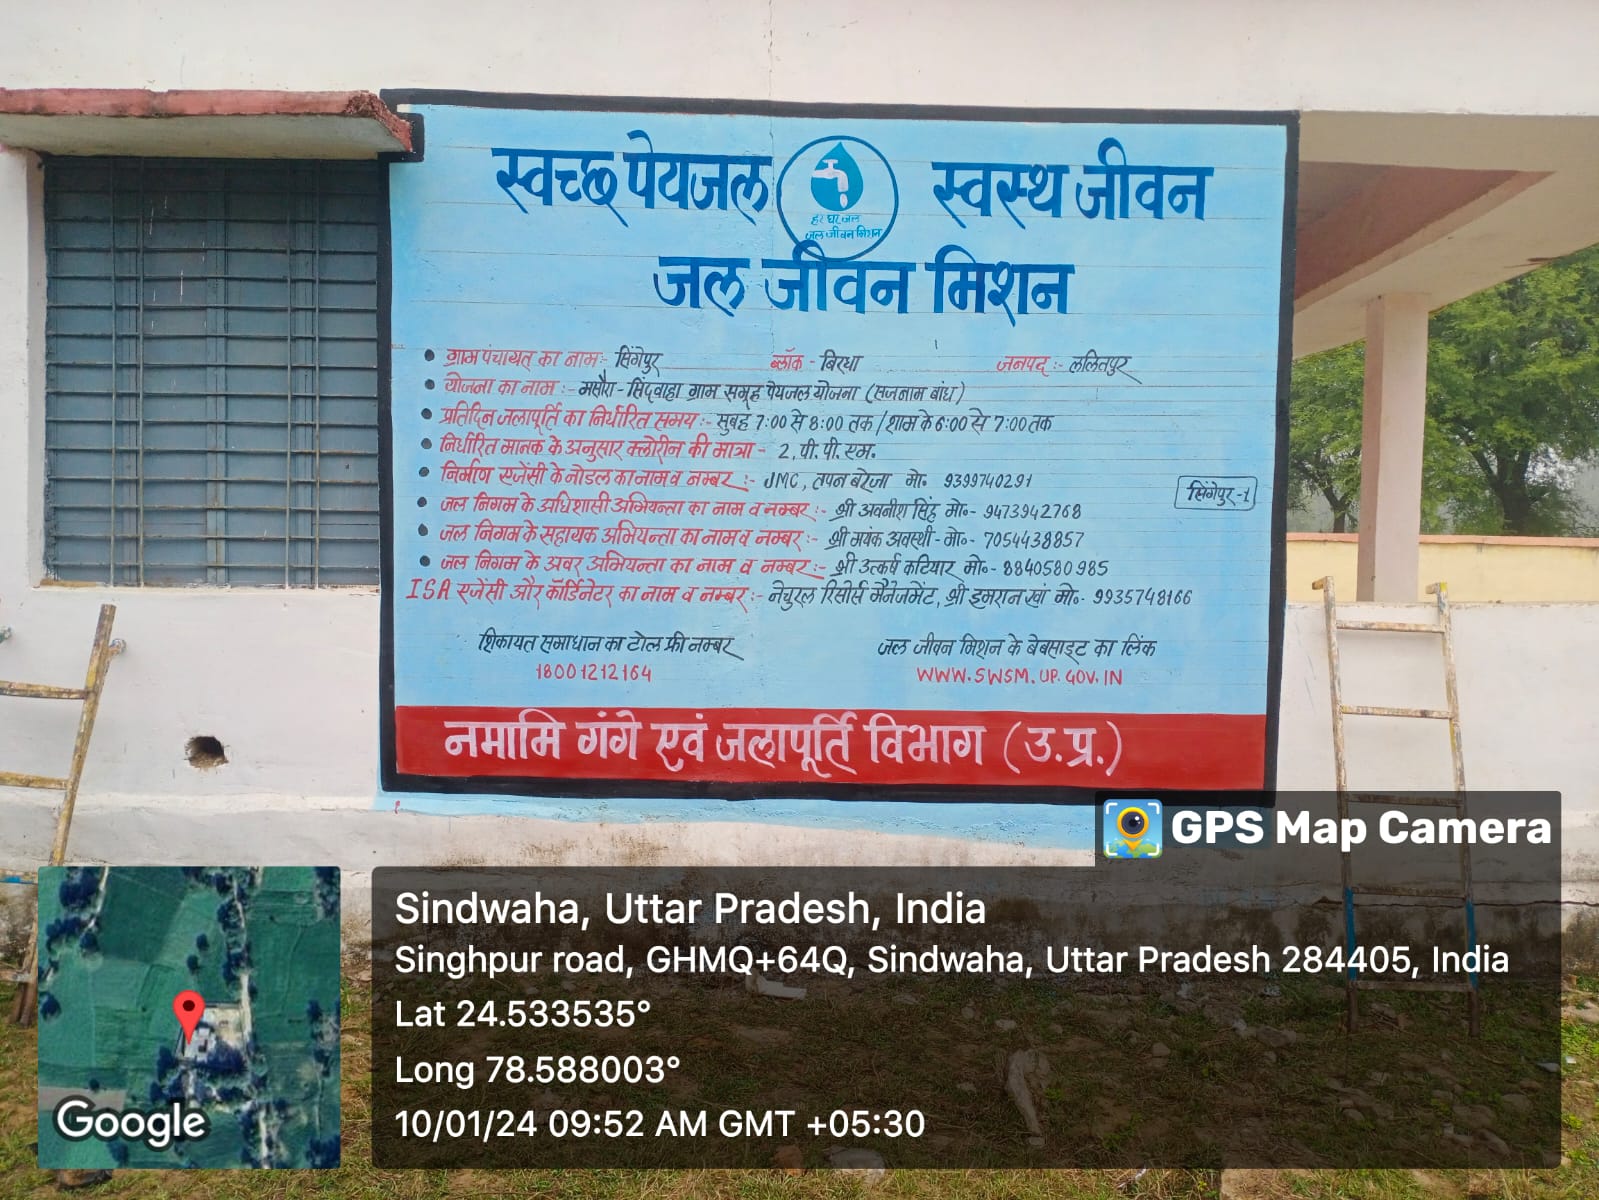 स्वच्छ पेयजल
हर घर जल
जल जीवन मिशन
स्वस्थ जीवन
जल जीवन मिशन
• ग्राम पंचायत का नाम:- सिंगेपुर ब्लॉक - बिरधा जनपद :- ललितपुर
• योजना का नाम :- मसौरा - सिंदवाहा ग्राम समूह पेयजल योजना (सजनाम बांध)
• प्रतिदिन जलापूर्ति का निर्धारित समय :- सुबह 7:00 से 8:00 तक / शाम के 6:00 से 7:00 तक
• निर्धारित मानक के अनुसार क्लोरीन की मात्रा - 2, पी. पी. एम.
• निर्माण एजेंसी के नोडल का नाम व नम्बर :- JMC, तपन बरेजा मो. 9399740291
सिंगेपुर-1
• जल निगम के अधिशासी अभियन्ता का नाम व नम्बर :- श्री अवनीश सिंह मो०- 9473942768
• जल निगम के सहायक अभियन्ता का नाम व नम्बर :- श्री मयंक अवस्थी - मो०- 7054438857
• जल निगम के अवर अभियन्ता का नाम व नम्बर :- श्री उत्कर्ष कटियार मो०- 8840580985
ISA एजेंसी और कॉर्डिनेटर का नाम व नम्बर :- नेचुरल रिसोर्स मैनेजमेंट, श्री इमरान खां मो०- 9935748166
शिकायत समाधान का टोल फ्री नम्बर
18001212164
जल जीवन मिशन के बेबसाइट का लिंक
WWW.SWSM.UP.GOV.IN
नमामि गंगे एवं जलापूर्ति विभाग (उ.प्र.)
GPS Map Camera
Sindwaha, Uttar Pradesh, India
Singhpur road, GHMQ+64Q, Sindwaha, Uttar Pradesh 284405, India
Lat 24.533535°
Long 78.588003°
10/01/24 09:52 AM GMT +05:30
Google